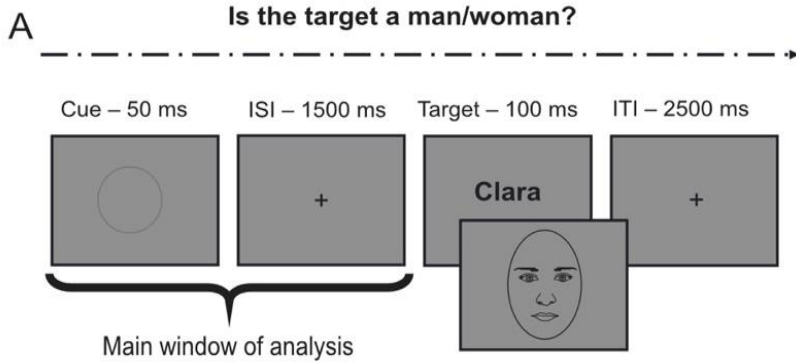 A
Is the target a man/woman?
Cue – 50 ms
ISI – 1500 ms
Target – 100 ms
ITI – 2500 ms
+
Clara
+
Main window of analysis